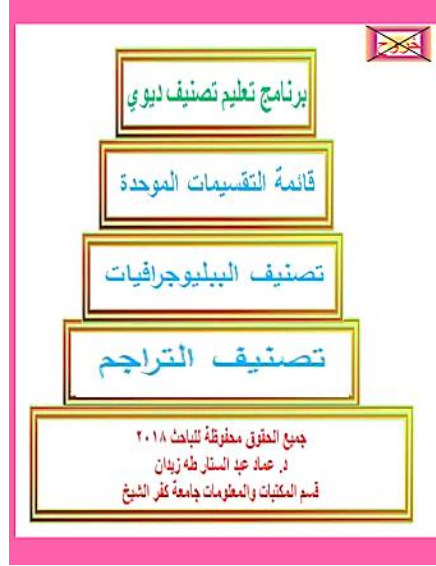 خروج
برنامج تعليم تصنيف ديوي
قائمة التقسيمات الموحدة
تصنيف الببليوجرافيات
تصنيف التراجم
جميع الحقوق محفوظة للباحث ٢٠١٨
د. عماد عبد الستار طه زيدان
قسم المكتبات والمعلومات جامعة كفر الشيخ